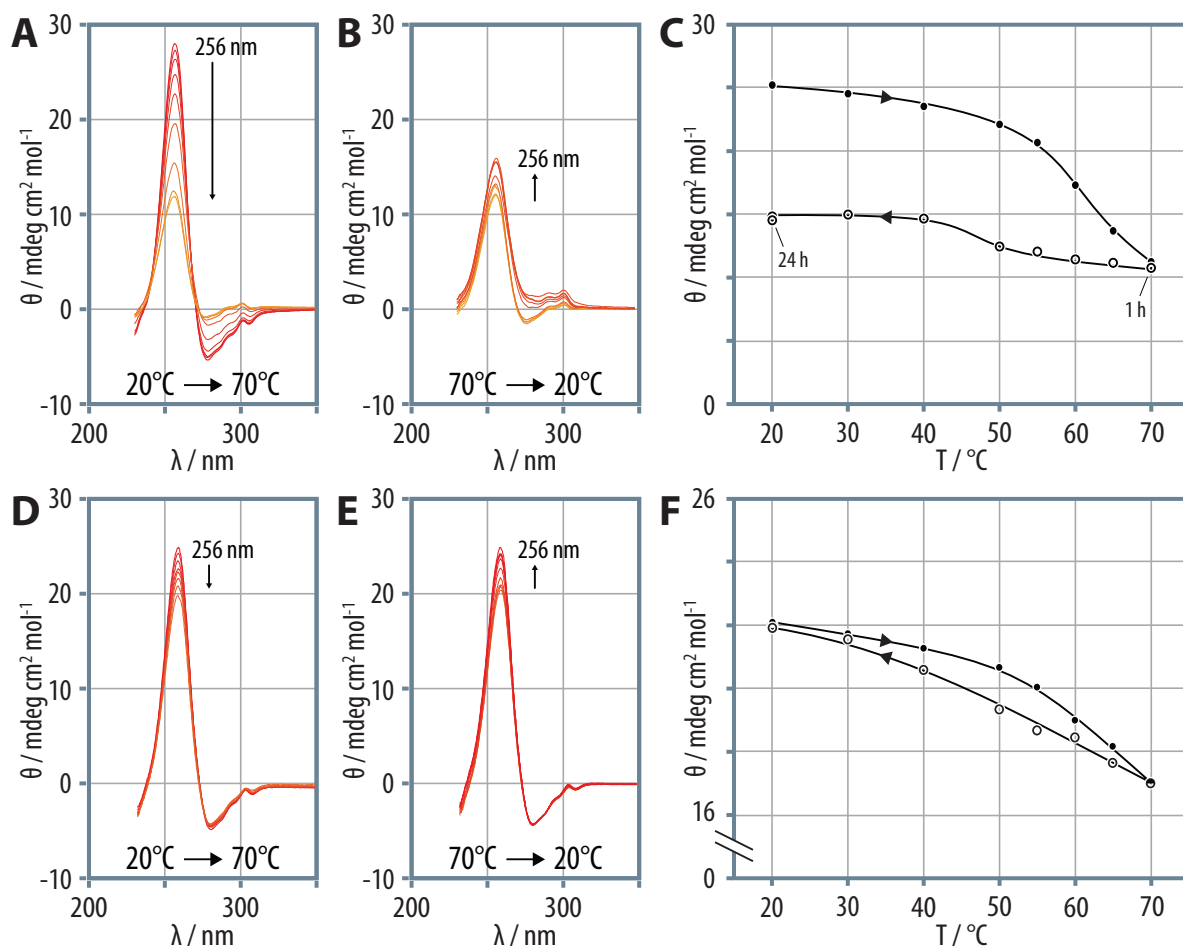 A
30
20
10
0
-10
θ / mdeg cm² mol⁻¹
256 nm
20°C → 70°C
200
300
λ / nm
B
30
20
10
0
-10
θ / mdeg cm² mol⁻¹
256 nm
70°C → 20°C
200
300
λ / nm
C
30
0
θ / mdeg cm² mol⁻¹
24 h
1 h
20 30 40 50 60 70
T / °C
D
30
20
10
0
-10
θ / mdeg cm² mol⁻¹
256 nm
20°C → 70°C
200
300
λ / nm
E
30
20
10
0
-10
θ / mdeg cm² mol⁻¹
256 nm
70°C → 20°C
200
300
λ / nm
F
26
16
0
θ / mdeg cm² mol⁻¹
20 30 40 50 60 70
T / °C